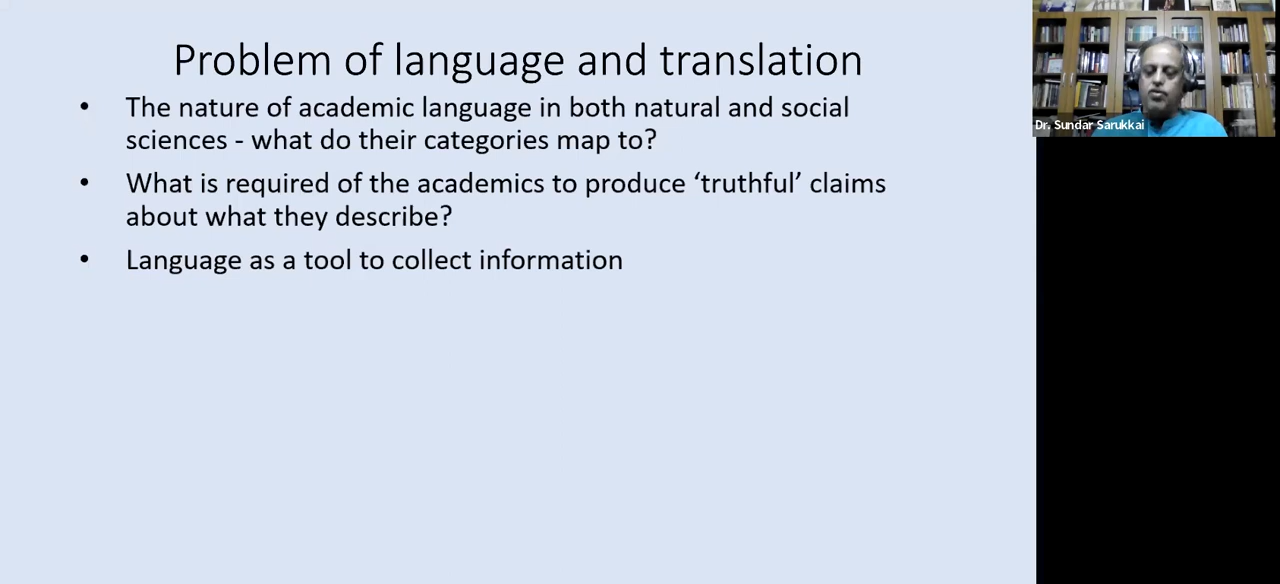 Problem of language and translation
• The nature of academic language in both natural and social
sciences - what do their categories map to?
• What is required of the academics to produce ‘truthful’ claims
about what they describe?
• Language as a tool to collect information
Dr. Sundar Sarukkai